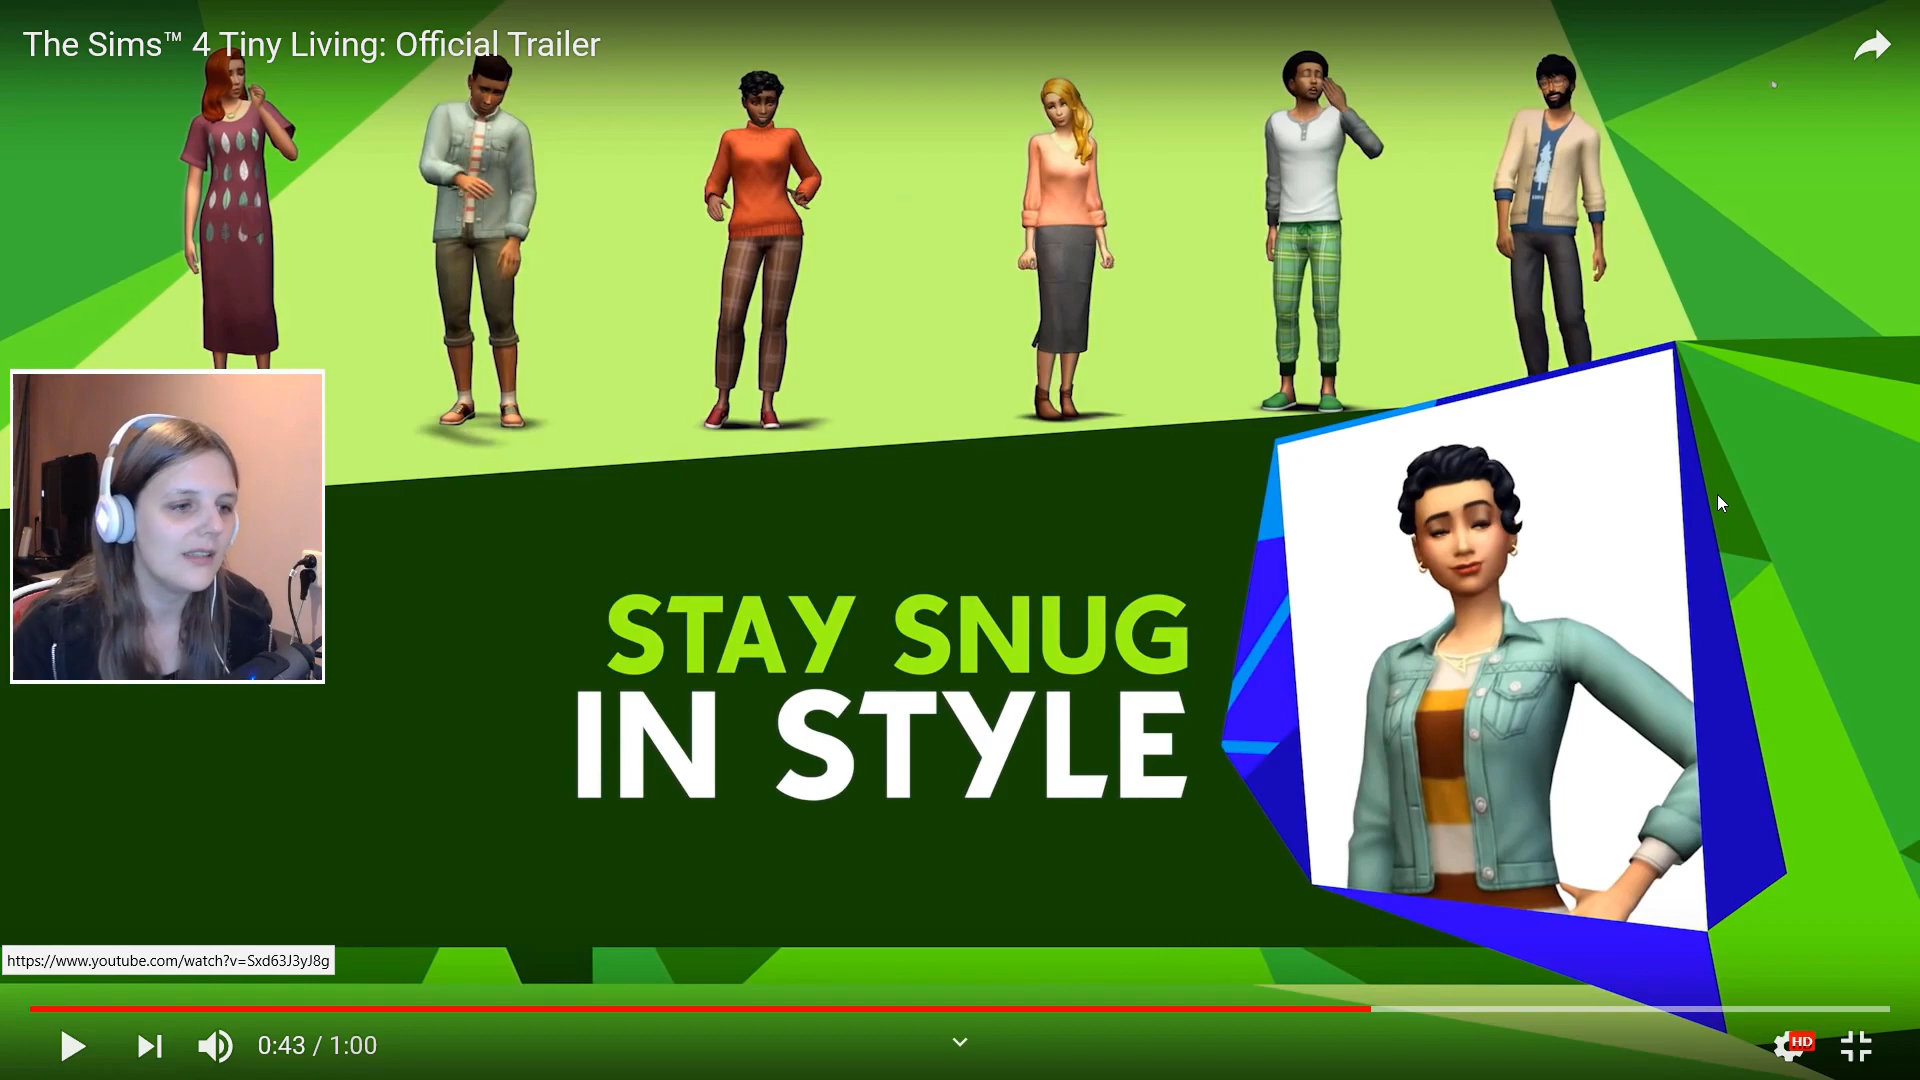 The Sims™ 4 Tiny Living: Official Trailer
STAY SNUG
IN STYLE
https://www.youtube.com/watch?v=Sxd63J3yJ8g
0:43 / 1:00
HD